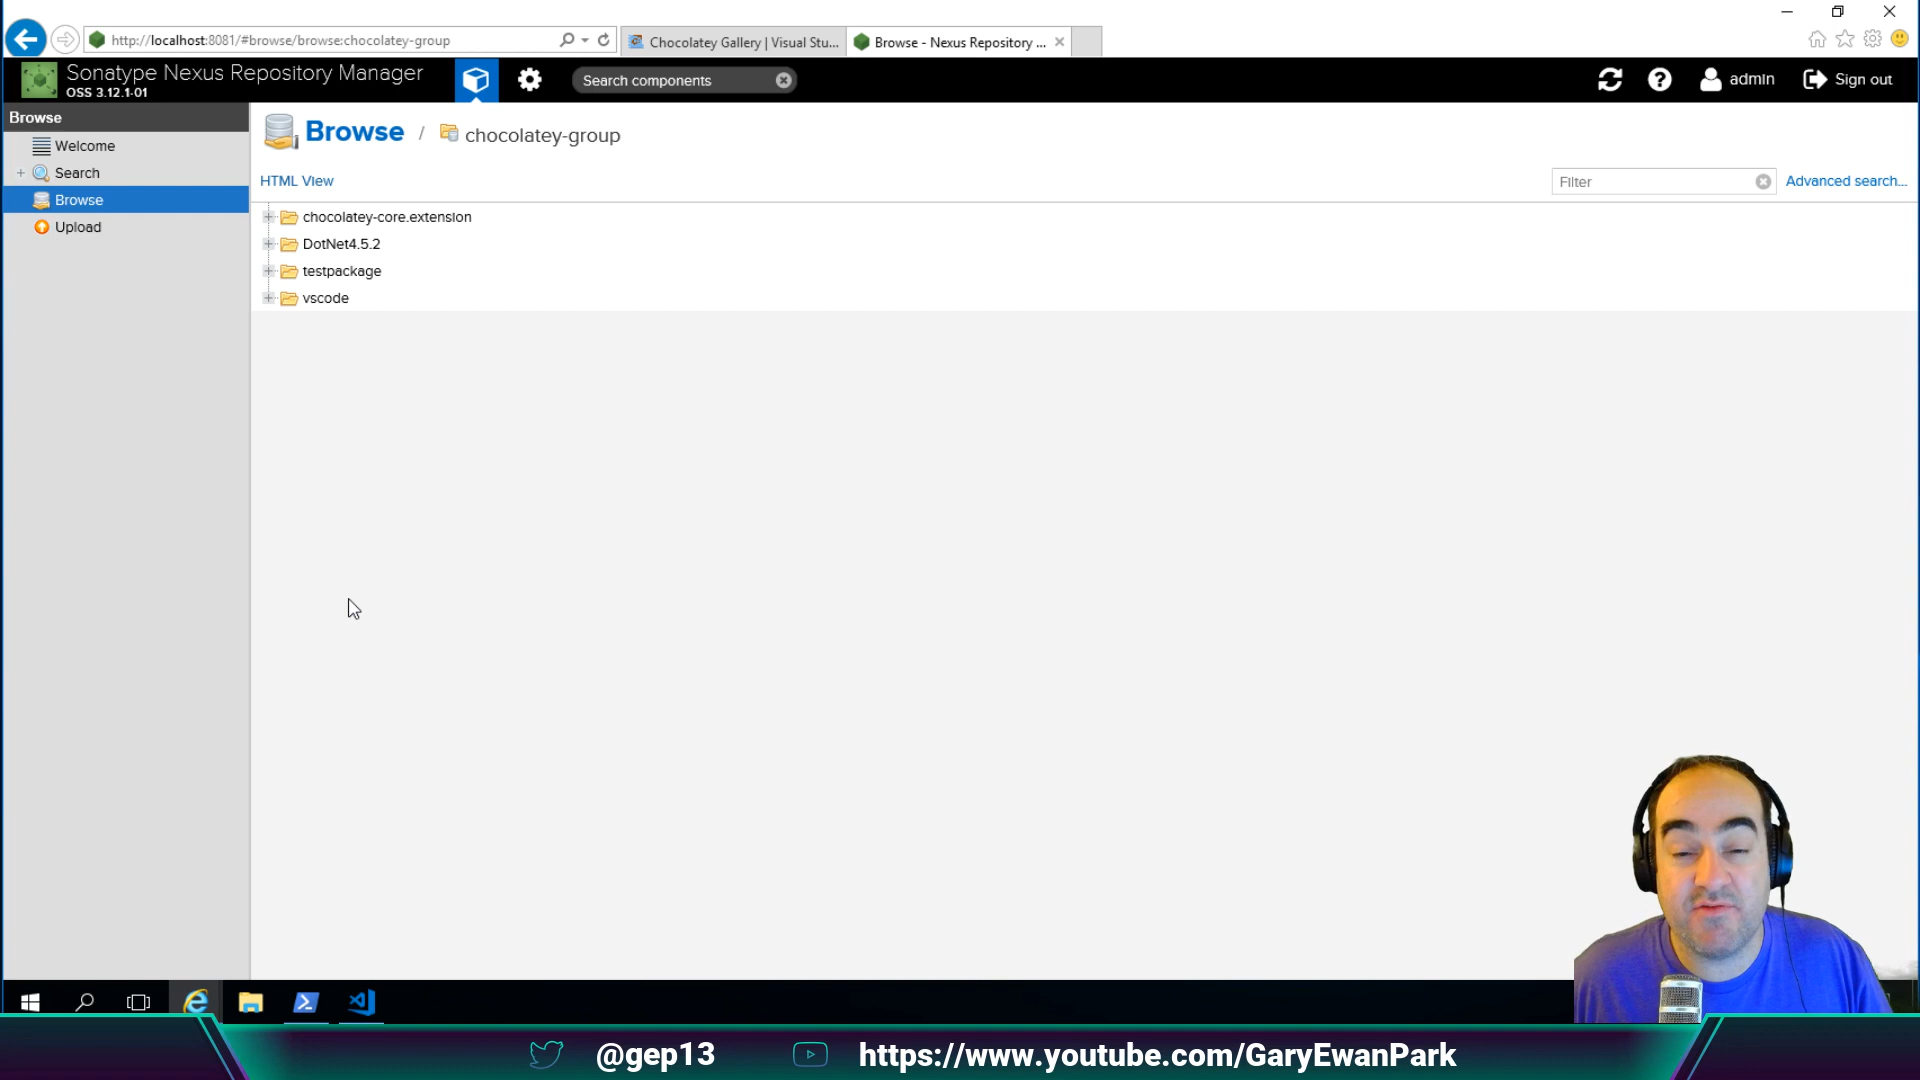 http://localhost:8081/#browse/browse:chocolatey-group
Chocolatey Gallery | Visual Stu...
Browse - Nexus Repository ...
Sonatype Nexus Repository Manager
OSS 3.12.1-01
Search components
admin
Sign out
Browse
Welcome
Search
Browse
Upload
Browse / chocolatey-group
HTML View
Filter
Advanced search...
chocolatey-core.extension
DotNet4.5.2
testpackage
vscode
@gep13
https://www.youtube.com/GaryEwanPark